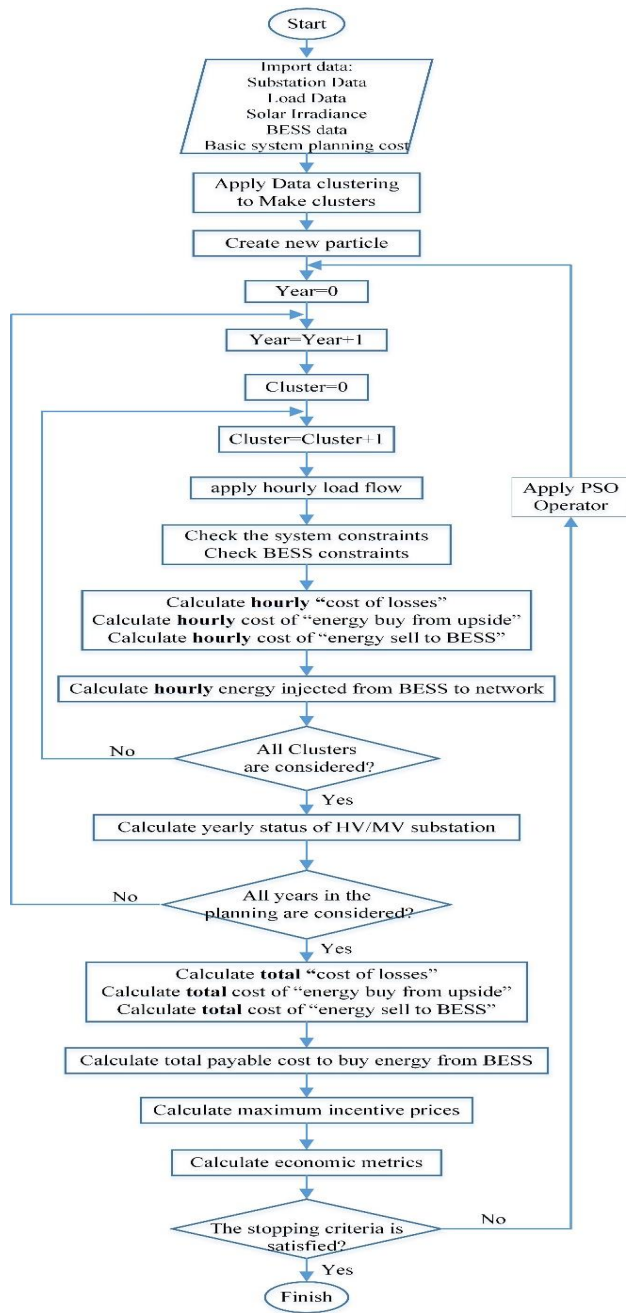 Start
Import data:
Substation Data
Load Data
Solar Irradiance
BESS data
Basic system planning cost
Apply Data clustering
to Make clusters
Create new particle
Year=0
Year=Year+1
Cluster=0
Cluster=Cluster+1
apply hourly load flow
Apply PSO
Operator
Check the system constraints
Check BESS constraints
Calculate hourly “cost of losses”
Calculate hourly cost of “energy buy from upside”
Calculate hourly cost of “energy sell to BESS”
Calculate hourly energy injected from BESS to network
No
All Clusters
are considered?
Yes
Calculate yearly status of HV/MV substation
No
All years in the
planning are considered?
Yes
Calculate total “cost of losses”
Calculate total cost of “energy buy from upside”
Calculate total cost of “energy sell to BESS”
Calculate total payable cost to buy energy from BESS
Calculate maximum incentive prices
Calculate economic metrics
The stopping criteria is
satisfied?
No
Yes
Finish